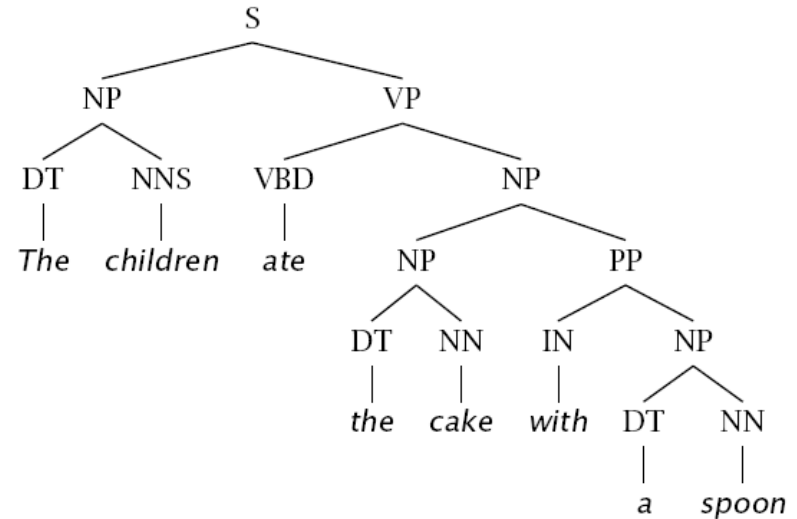 S
NP VP
DT NNS VBD NP
The children ate NP PP
DT NN IN NP
the cake with DT NN
a spoon